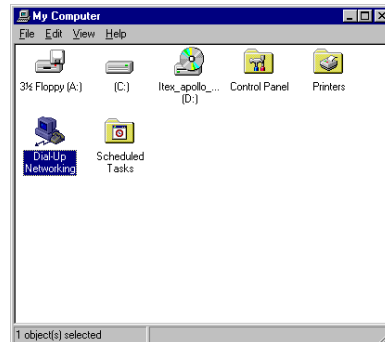 My Computer
File Edit View Help
3½ Floppy (A:) (C:) Itex_apollo_... Control Panel Printers
(D:)
Dial-Up Scheduled
Networking Tasks
1 object(s) selected